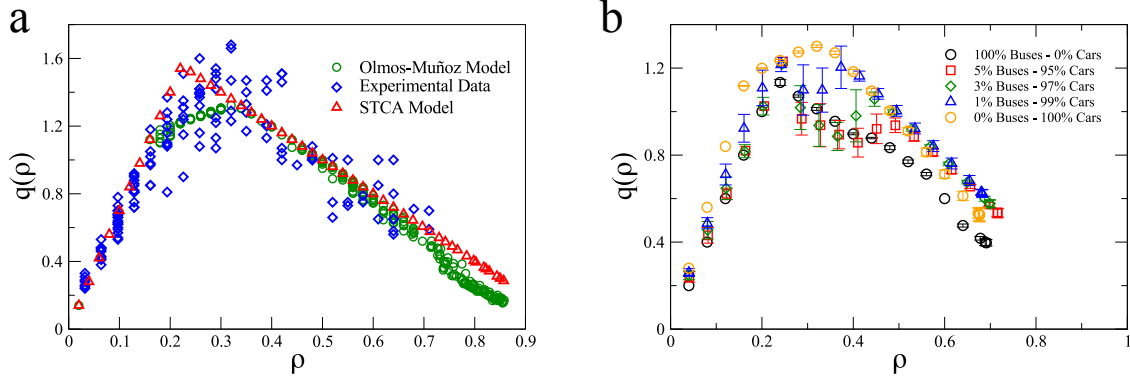 a
q(ρ)
1.6
1.2
0.8
0.4
0
0
0.1
0.2
0.3
0.4
0.5
0.6
0.7
0.8
0.9
ρ
Olmos-Muñoz Model
Experimental Data
STCA Model
b
q(ρ)
1.2
0.8
0.4
0
0
0.2
0.4
0.6
0.8
1
ρ
100% Buses - 0% Cars
5% Buses - 95% Cars
3% Buses - 97% Cars
1% Buses - 99% Cars
0% Buses - 100% Cars